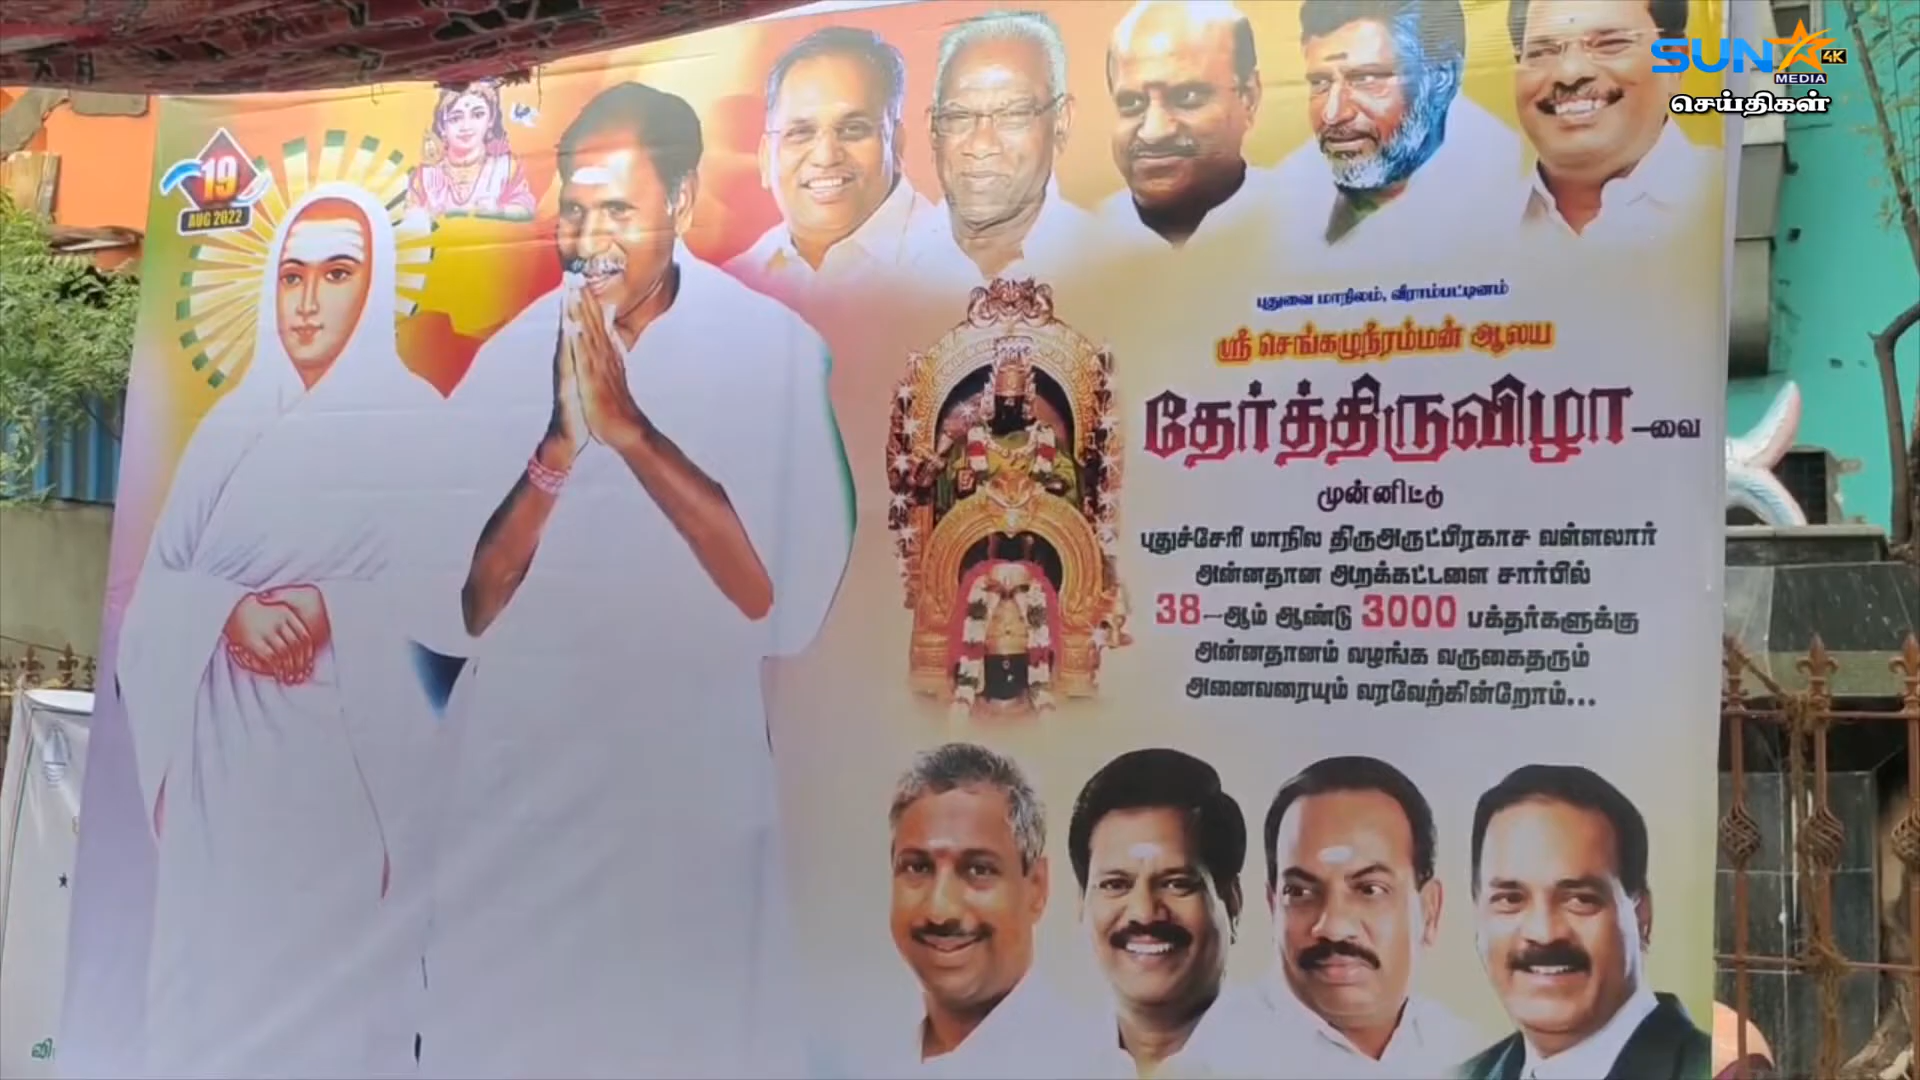 SUN
4K
MEDIA
செய்திகள்
19
AUG 2022
புதுவை மாநிலம், வீராம்பட்டினம்
ஸ்ரீ செங்கழுநீரம்மன் ஆலய
தேர்த்திருவிழா -வை
முன்னிட்டு
புதுச்சேரி மாநில திருஅருட்பிரகாச வள்ளலார்
அன்னதான அறக்கட்டளை சார்பில்
38-ஆம் ஆண்டு 3000 பக்தர்களுக்கு
அன்னதானம் வழங்க வருகைதரும்
அனைவரையும் வரவேற்கின்றோம்...